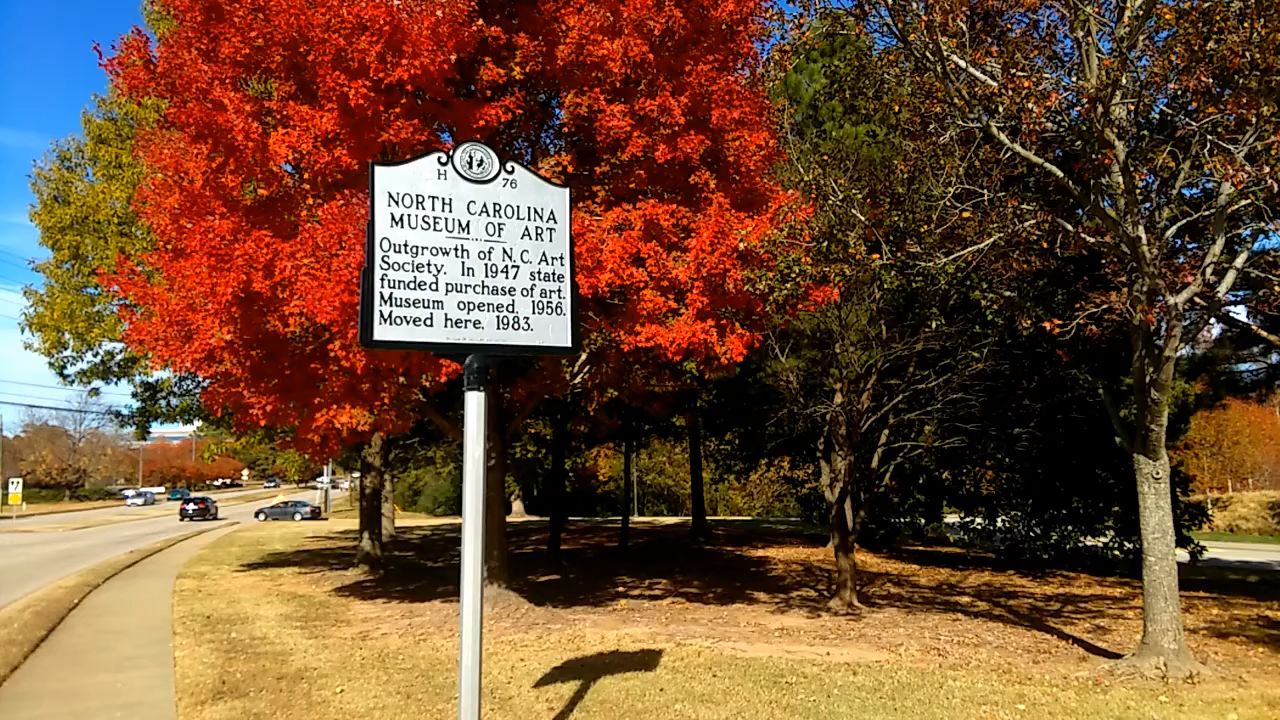 H 76
NORTH CAROLINA
MUSEUM OF ART
Outgrowth of N. C. Art
Society. In 1947 state
funded purchase of art.
Museum opened, 1956.
Moved here, 1983.